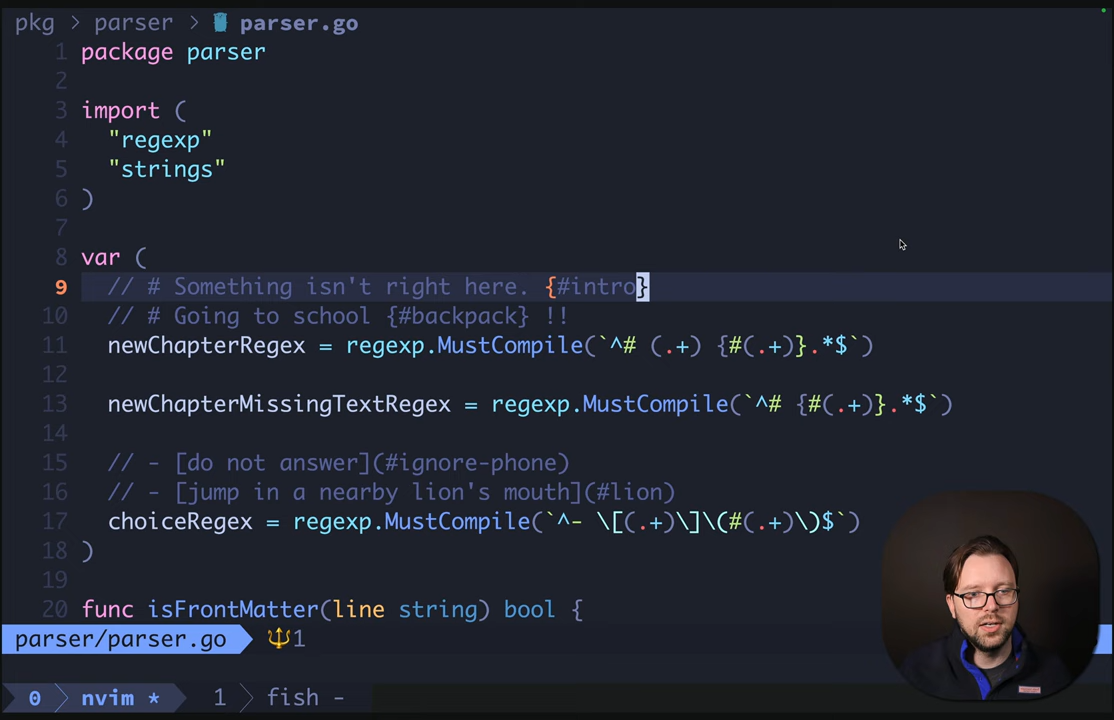 pkg > parser > parser.go
1 package parser
2
3 import (
4 "regexp"
5 "strings"
6 )
7
8 var (
9 // # Something isn't right here. {#intro}
10 // # Going to school {#backpack} !!
11 newChapterRegex = regexp.MustCompile(`^# (.+) {#(.+)}.*$`)
12
13 newChapterMissingTextRegex = regexp.MustCompile(`^# {#(.+)}.*$`)
14
15 // - [do not answer](#ignore-phone)
16 // - [jump in a nearby lion's mouth](#lion)
17 choiceRegex = regexp.MustCompile(`^- \[(.+)\]\(#(.+)\)$`)
18 )
19
20 func isFrontMatter(line string) bool {
parser/parser.go 🔱1
0 nvim * 1 fish -